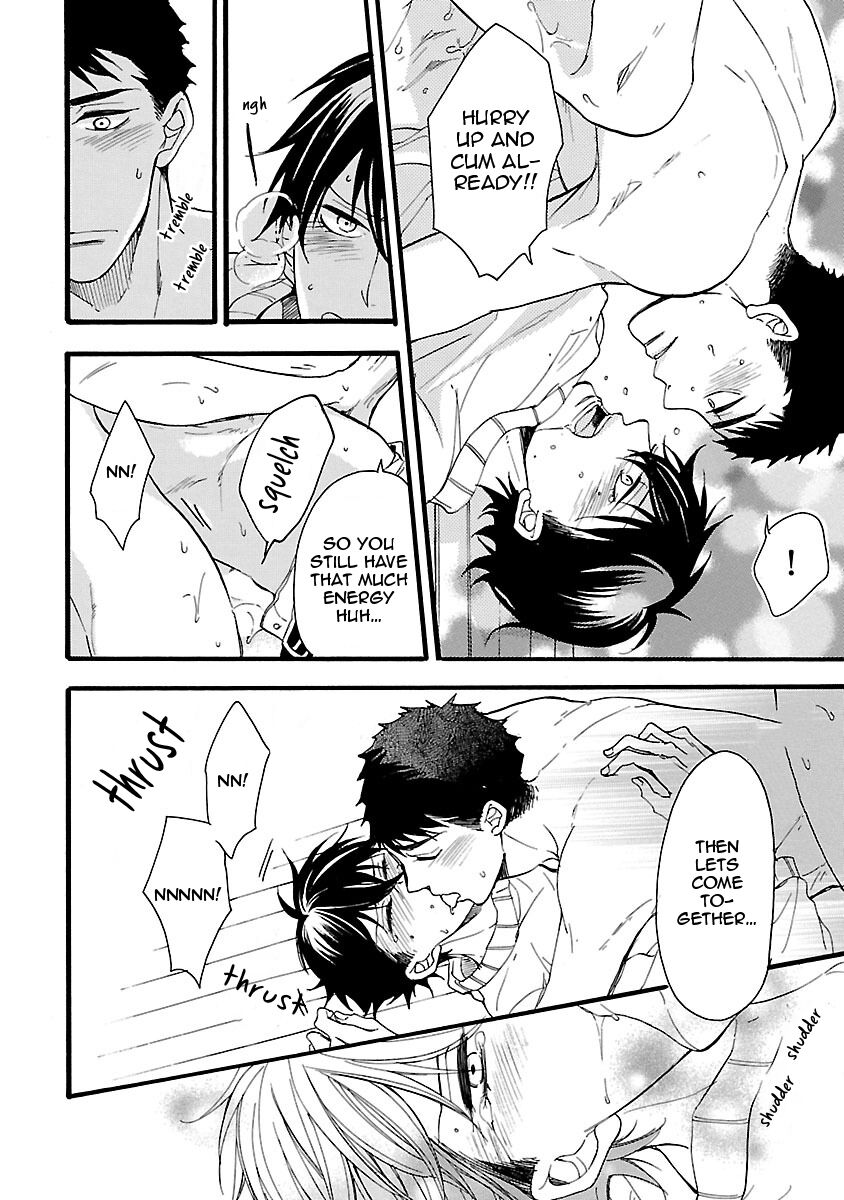 HURRY
UP AND
CUM AL-
READY!!
!
ngh
tremble
tremble
SO YOU
STILL HAVE
THAT MUCH
ENERGY
HUH...
squelch
NN!
THEN
LETS
COME
TO-
GETHER...
thrust
NN!
NNNNN!
thrust
shudder
shudder